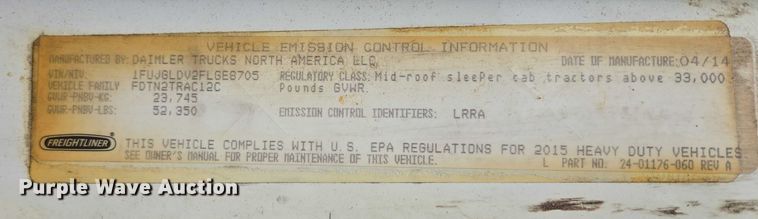 VEHICLE EMISSION CONTROL INFORMATION
MANUFACTURED BY: DAIMLER TRUCKS NORTH AMERICA LLC. DATE OF MANUFACTURE: 04/14
VIN/NIV. 1FUJGLDV2FLGE8705 REGULATORY CLASS: Mid-roof sleeper cab tractors above 33,000
VEHICLE FAMILY FDTN2TRAC12C Pounds GVWR.
GVWR-PNBV-KG: 23,745
GVWR-PNBV-LBS: 52,350 EMISSION CONTROL IDENTIFIERS: LRRA
FREIGHTLINER THIS VEHICLE COMPLIES WITH U.S. EPA REGULATIONS FOR 2015 HEAVY DUTY VEHICLES
SEE OWNER'S MANUAL FOR PROPER MAINTENANCE OF THIS VEHICLE. L PART NO. 24-01176-060 REV A
Purple Wave Auction